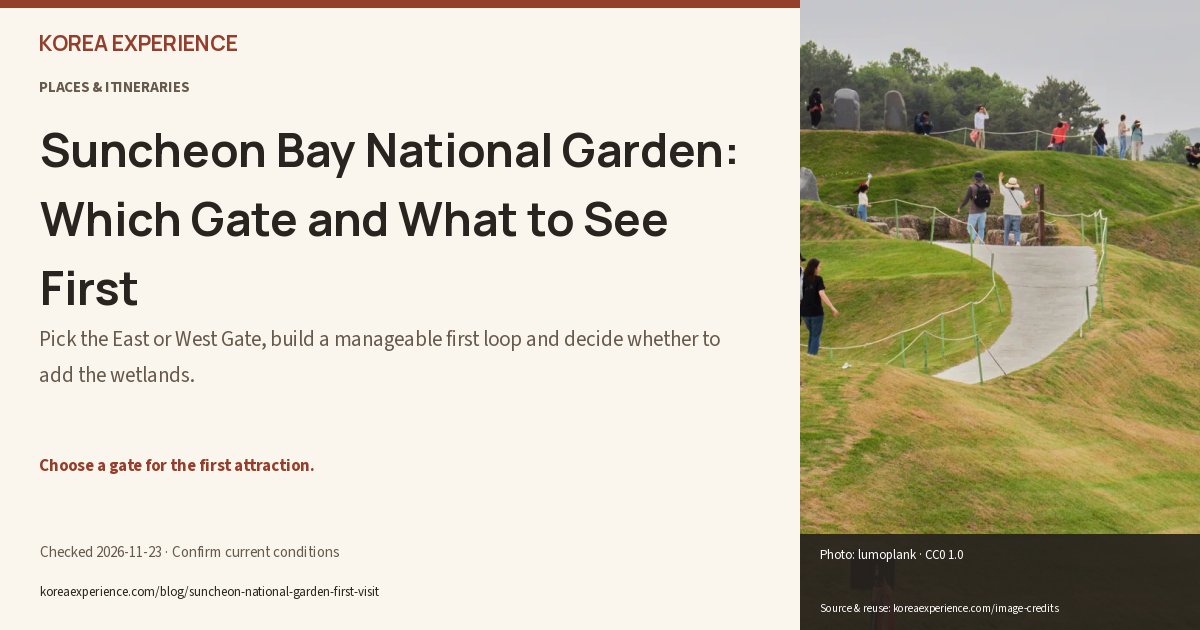 KOREA EXPERIENCE
PLACES & ITINERARIES
Suncheon Bay National Garden:
Which Gate and What to See
First
Pick the East or West Gate, build a manageable first loop and decide whether to
add the wetlands.
Choose a gate for the first attraction.
Checked 2026-11-23 · Confirm current conditions
koreaexperience.com/blog/suncheon-national-garden-first-visit
Photo: lumoplank · CC0 1.0
Source & reuse: koreaexperience.com/image-credits